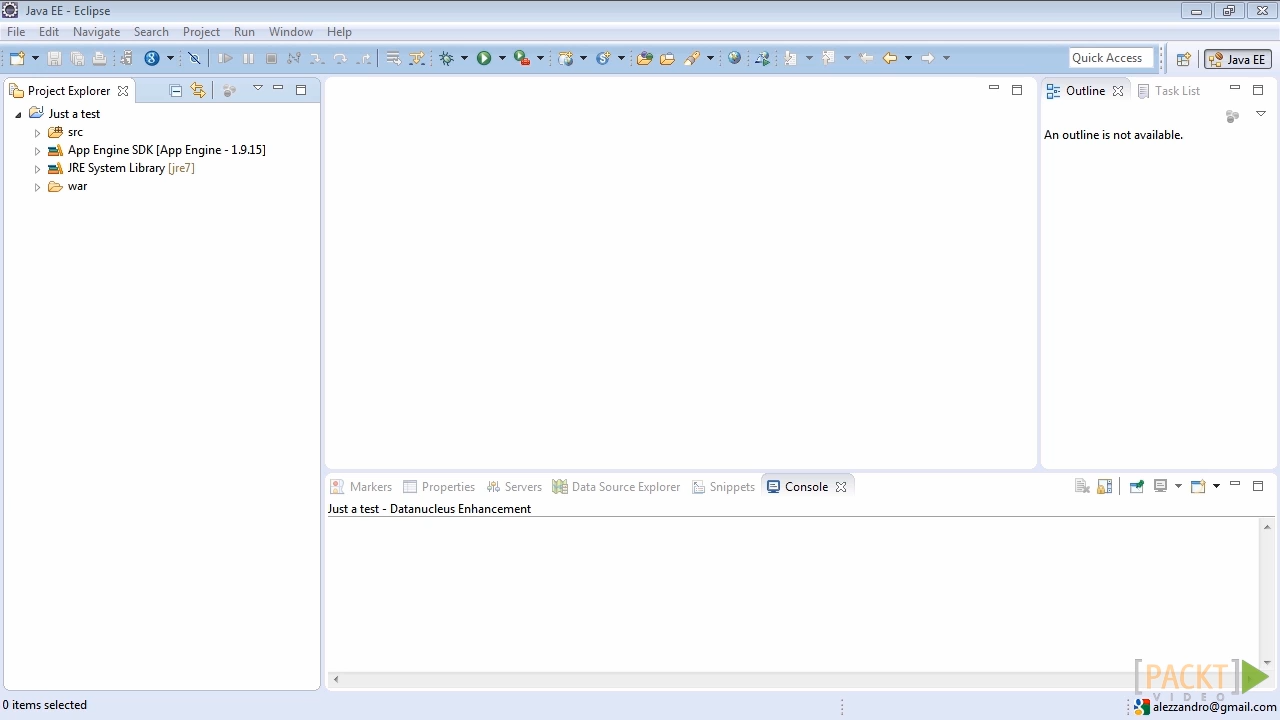 Java EE - Eclipse
File Edit Navigate Search Project Run Window Help
Quick Access
Java EE
Project Explorer
Just a test
src
App Engine SDK [App Engine - 1.9.15]
JRE System Library [jre7]
war
Outline
Task List
An outline is not available.
Markers Properties Servers Data Source Explorer Snippets Console
Just a test - Datanucleus Enhancement
[PACKT]
VIDEO
0 items selected
alezzandro@gmail.com